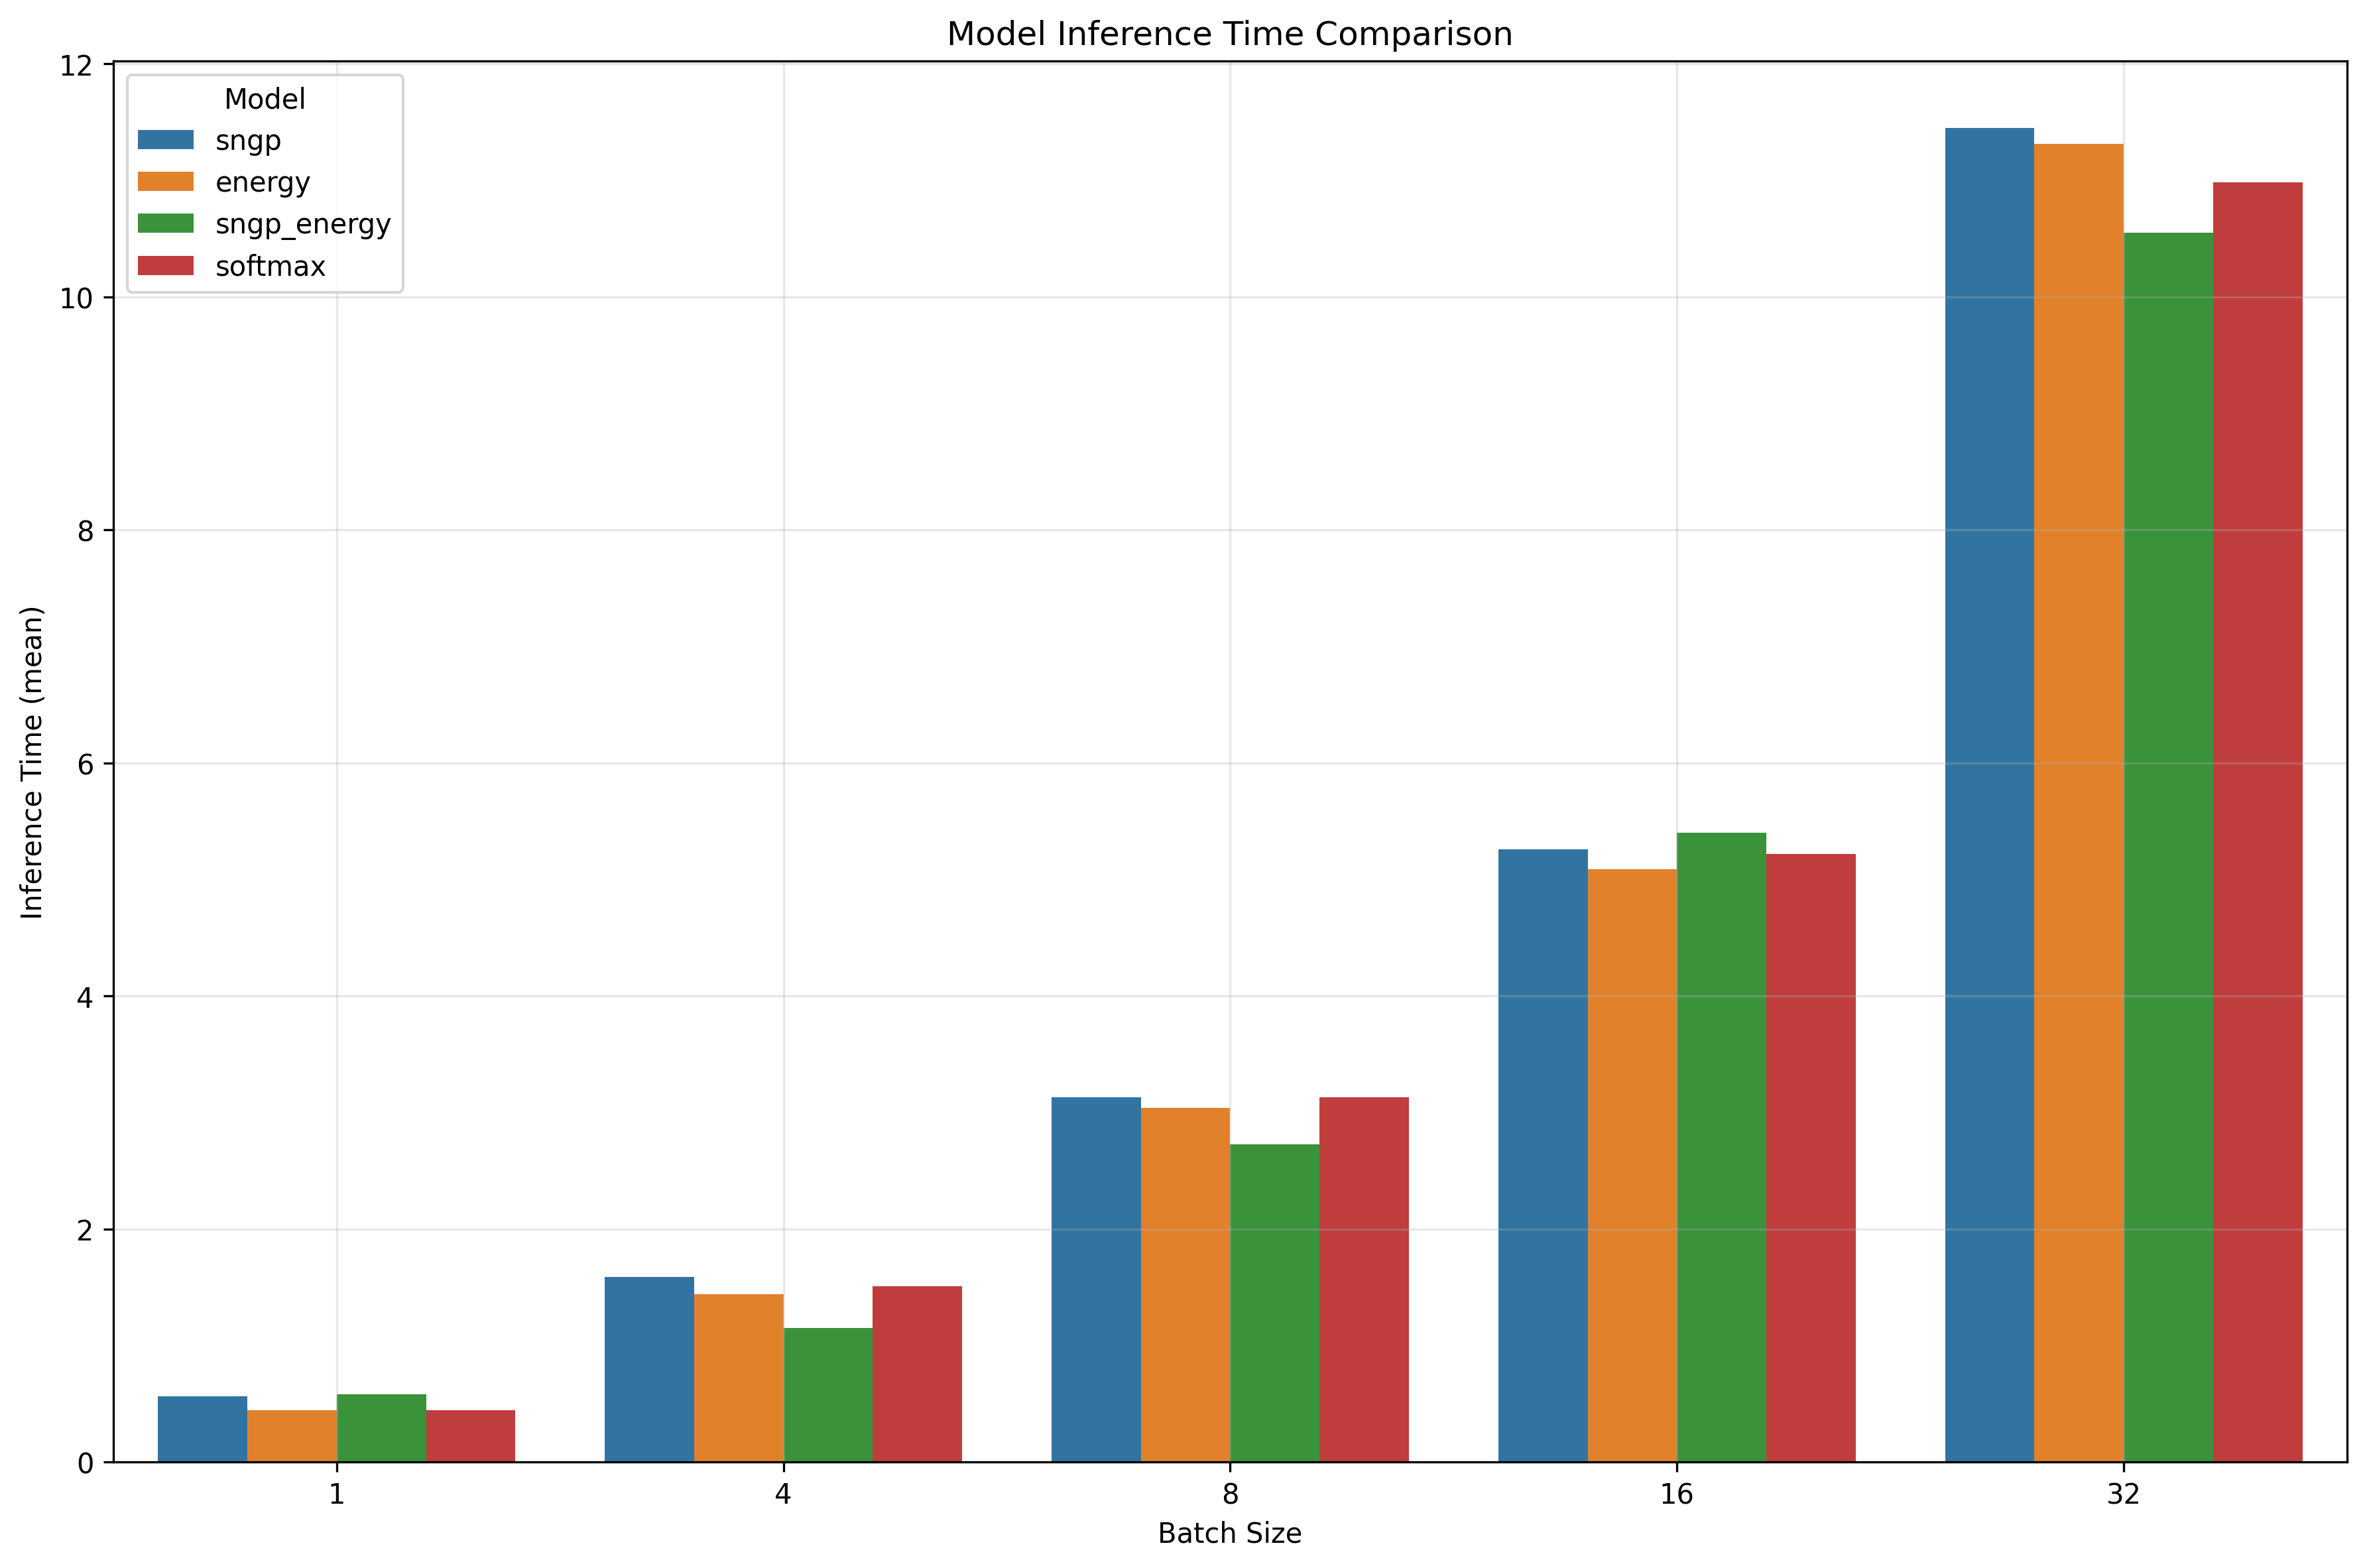 Model Inference Time Comparison
12
10
8
6
4
2
0
Inference Time (mean)
Model
sngp
energy
sngp_energy
softmax
1
4
8
16
32
Batch Size